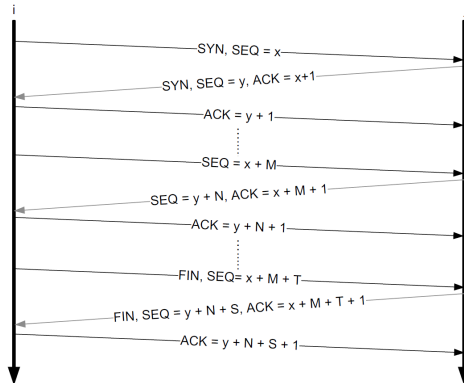 i
SYN, SEQ = x
SYN, SEQ = y, ACK = x+1
ACK = y + 1
SEQ = x + M
SEQ = y + N, ACK = x + M + 1
ACK = y + N + 1
FIN, SEQ= x + M + T
FIN, SEQ = y + N + S, ACK = x + M + T + 1
ACK = y + N + S + 1